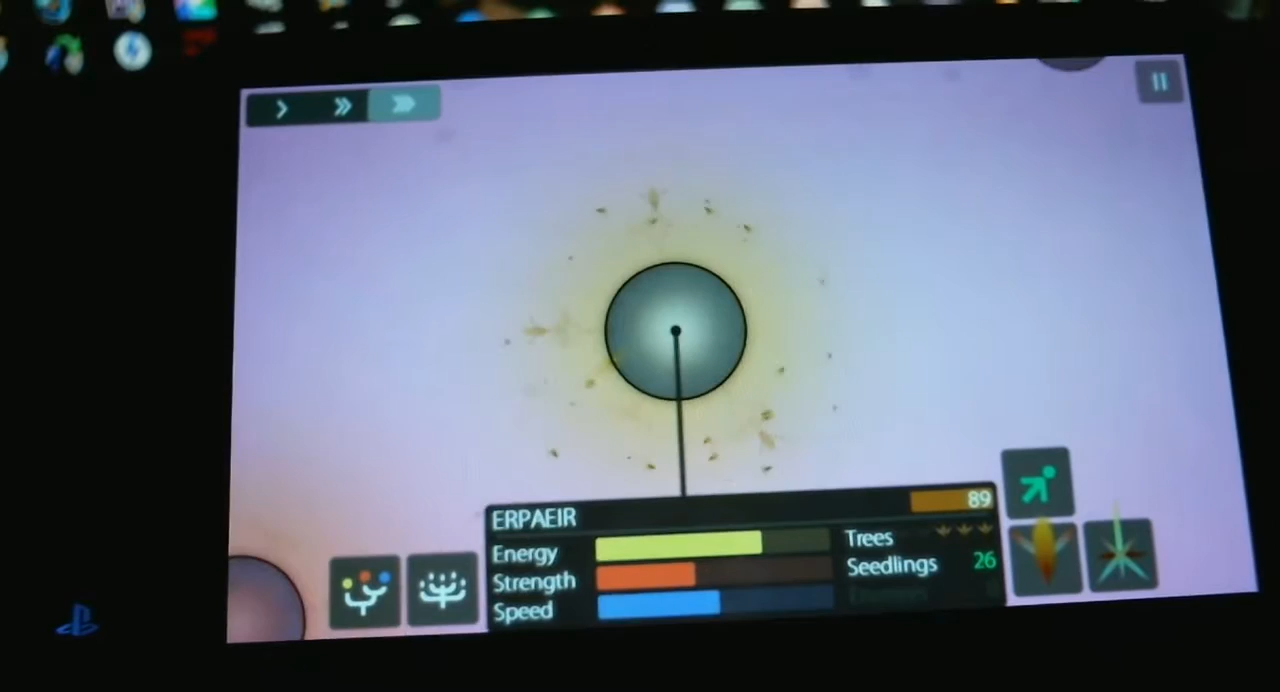 ERPAEIR
89
Energy
Strength
Speed
Trees
Seedlings 26